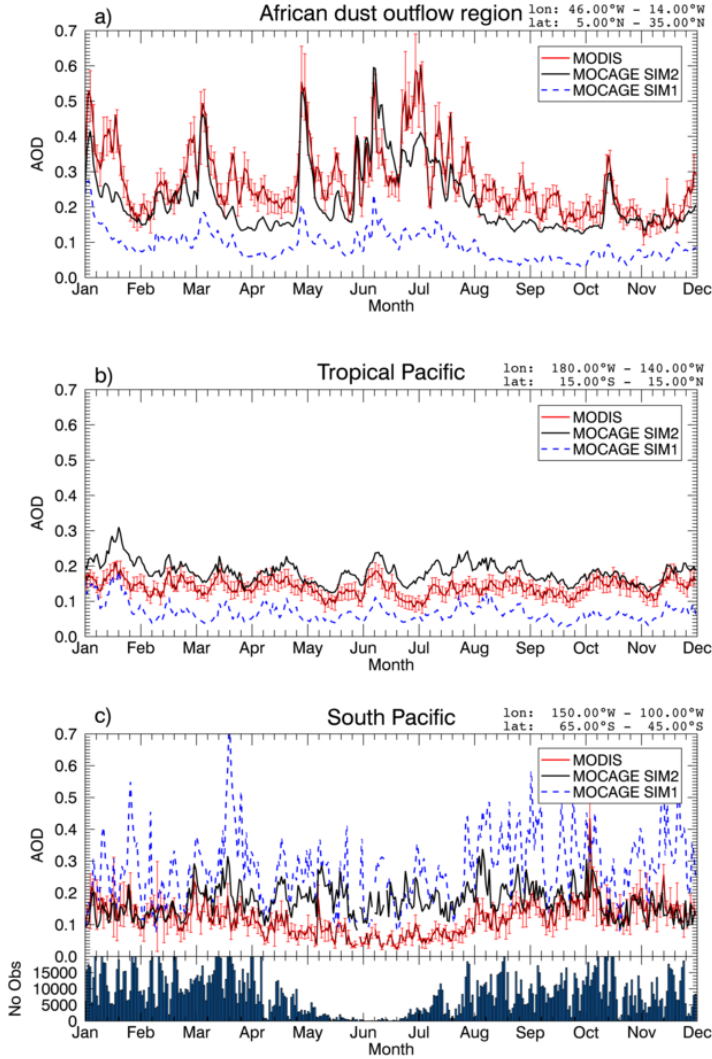 a) African dust outflow region lon: 46.00°W - 14.00°W
lat: 5.00°N - 35.00°N
0.7
0.6
0.5
0.4
0.3
0.2
0.1
0.0
AOD
MODIS
MOCAGE SIM2
MOCAGE SIM1
Jan Feb Mar Apr May Jun Jul Aug Sep Oct Nov Dec
Month
b) Tropical Pacific lon: 180.00°W - 140.00°W
lat: 15.00°S - 15.00°N
0.7
0.6
0.5
0.4
0.3
0.2
0.1
0.0
AOD
MODIS
MOCAGE SIM2
MOCAGE SIM1
Jan Feb Mar Apr May Jun Jul Aug Sep Oct Nov Dec
Month
c) South Pacific lon: 150.00°W - 100.00°W
lat: 65.00°S - 45.00°S
0.7
0.6
0.5
0.4
0.3
0.2
0.1
0.0
AOD
MODIS
MOCAGE SIM2
MOCAGE SIM1
15000
10000
5000
0
No Obs
Jan Feb Mar Apr May Jun Jul Aug Sep Oct Nov Dec
Month